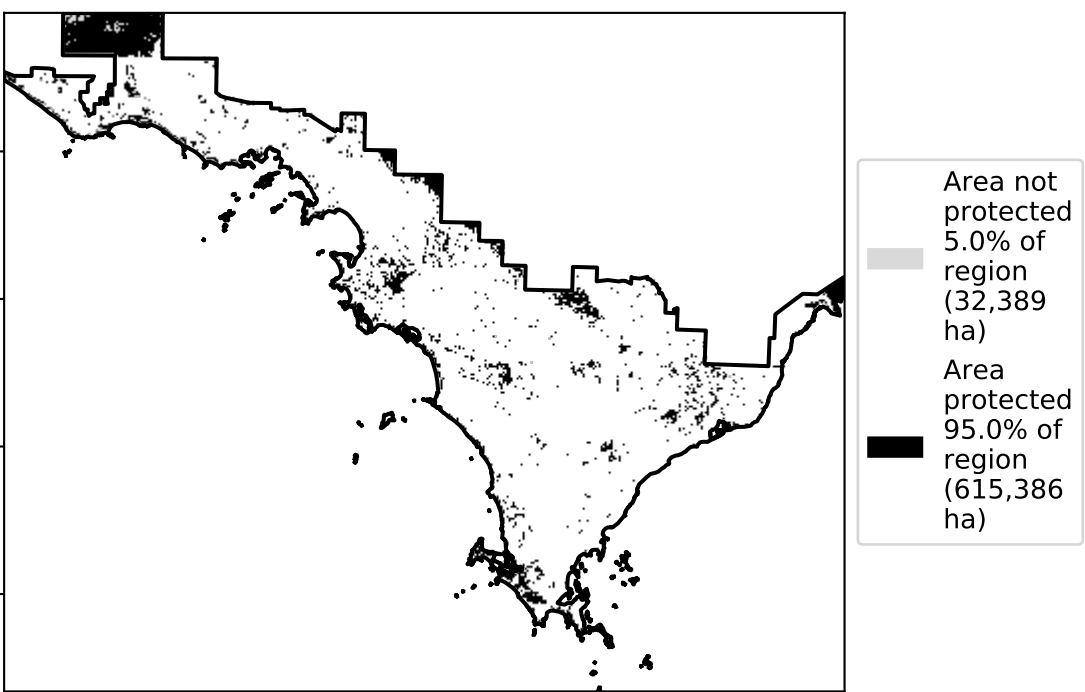 Area not
protected
5.0% of
region
(32,389
ha)
Area
protected
95.0% of
region
(615,386
ha)